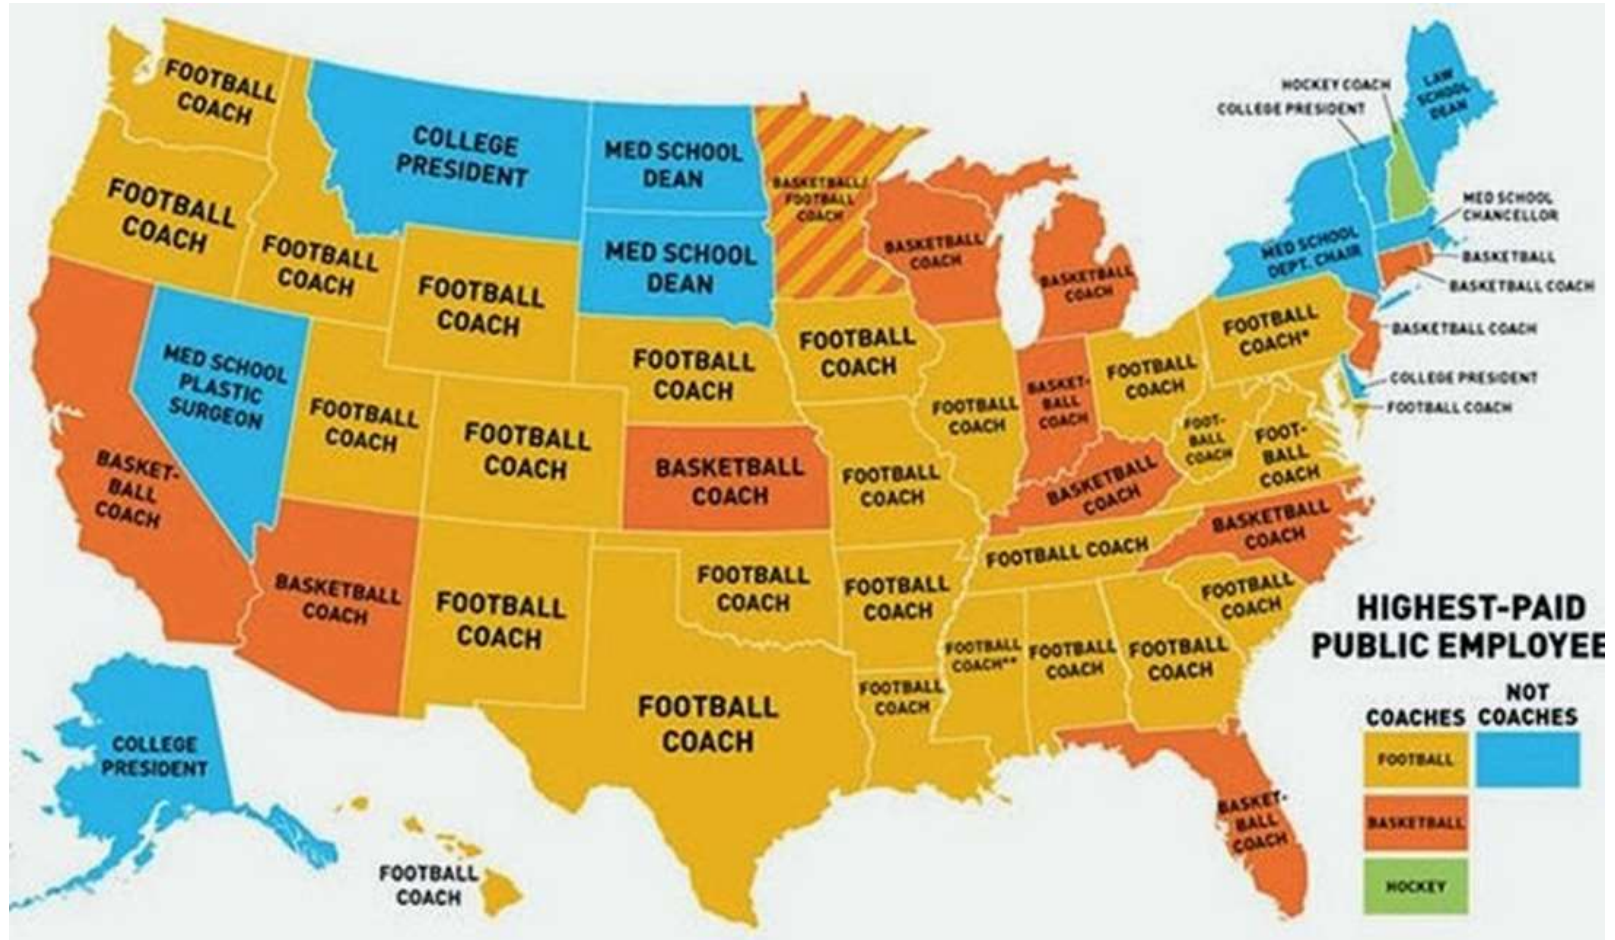 FOOTBALL
COACH
FOOTBALL
COACH
FOOTBALL
COACH
COLLEGE
PRESIDENT
MED SCHOOL
DEAN
MED SCHOOL
DEAN
FOOTBALL
COACH
BASKETBALL/
FOOTBALL
COACH
BASKETBALL
COACH
BASKETBALL
COACH
HOCKEY COACH
COLLEGE PRESIDENT
LAW
SCHOOL
DEAN
MED SCHOOL
CHANCELLOR
MED SCHOOL
DEPT. CHAIR
BASKETBALL
BASKETBALL COACH
BASKETBALL COACH
COLLEGE PRESIDENT
FOOTBALL COACH
FOOTBALL
COACH*
MED SCHOOL
PLASTIC
SURGEON
FOOTBALL
COACH
FOOTBALL
COACH
FOOTBALL
COACH
FOOTBALL
COACH
FOOTBALL
COACH
BASKET-
BALL
COACH
FOOTBALL
COACH
FOOT-
BALL
COACH
FOOT-
BALL
COACH
BASKET-
BALL
COACH
BASKETBALL
COACH
FOOTBALL
COACH
BASKETBALL
COACH
BASKETBALL
COACH
BASKETBALL
COACH
FOOTBALL
COACH
FOOTBALL
COACH
FOOTBALL
COACH
FOOTBALL COACH
FOOTBALL
COACH
FOOTBALL
COACH
FOOTBALL
COACH
FOOTBALL
COACH**
FOOTBALL
COACH
FOOTBALL
COACH
BASKET-
BALL
COACH
COLLEGE
PRESIDENT
FOOTBALL
COACH
HIGHEST-PAID
PUBLIC EMPLOYEE
COACHES
NOT
COACHES
FOOTBALL
BASKETBALL
HOCKEY